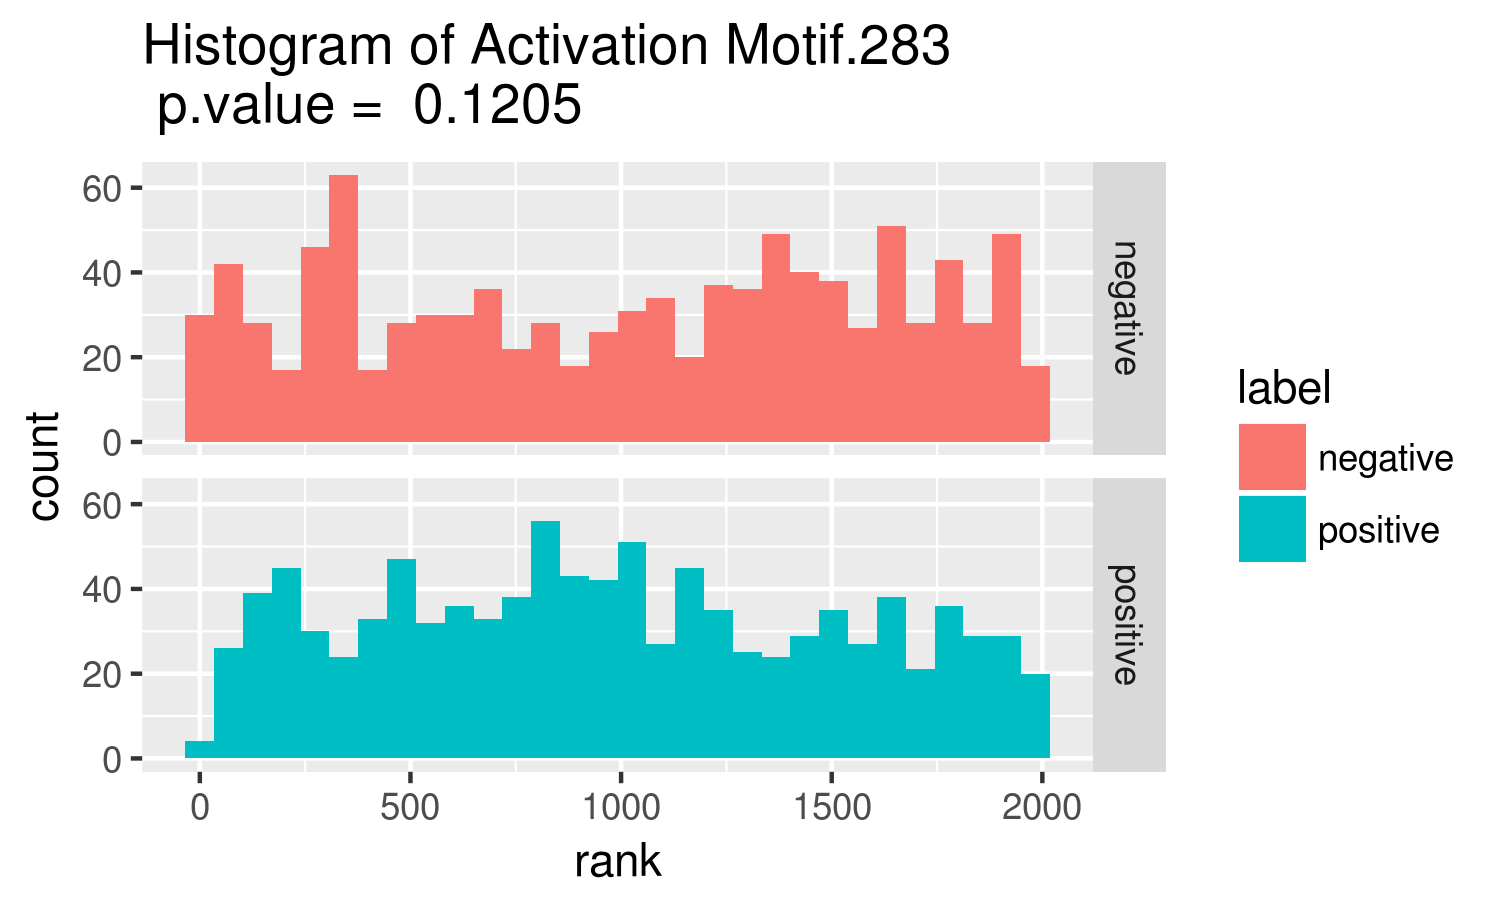 Histogram of Activation Motif.283
p.value =  0.1205
60
40
20
0
negative
count
60
40
20
0
positive
0 500 1000 1500 2000
rank
label
negative
positive